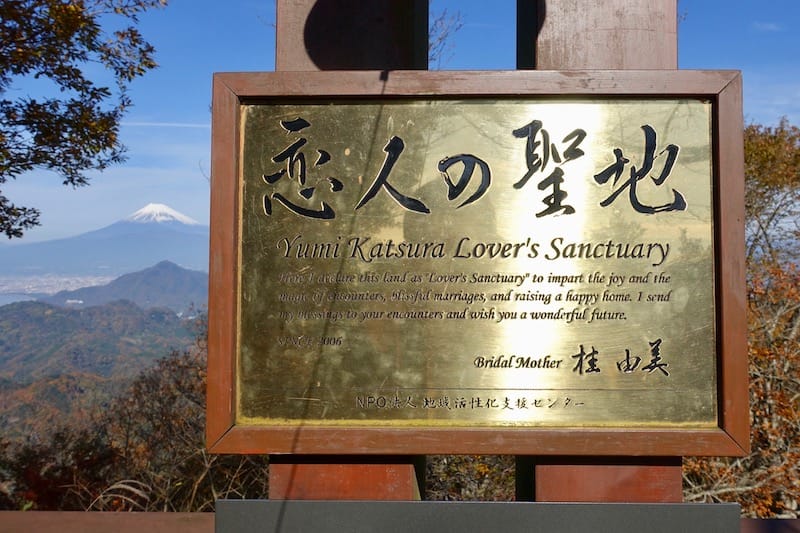 恋人の聖地
Yumi Katsura Lover's Sanctuary
Here I declare this land as "Lover's Sanctuary" to impart the joy and the
magic of encounters, blissful marriages, and raising a happy home. I send
my blessings to your encounters and wish you a wonderful future.
SINCE 2006
Bridal Mother 桂 由美
NPO法人 地域活性化支援センター